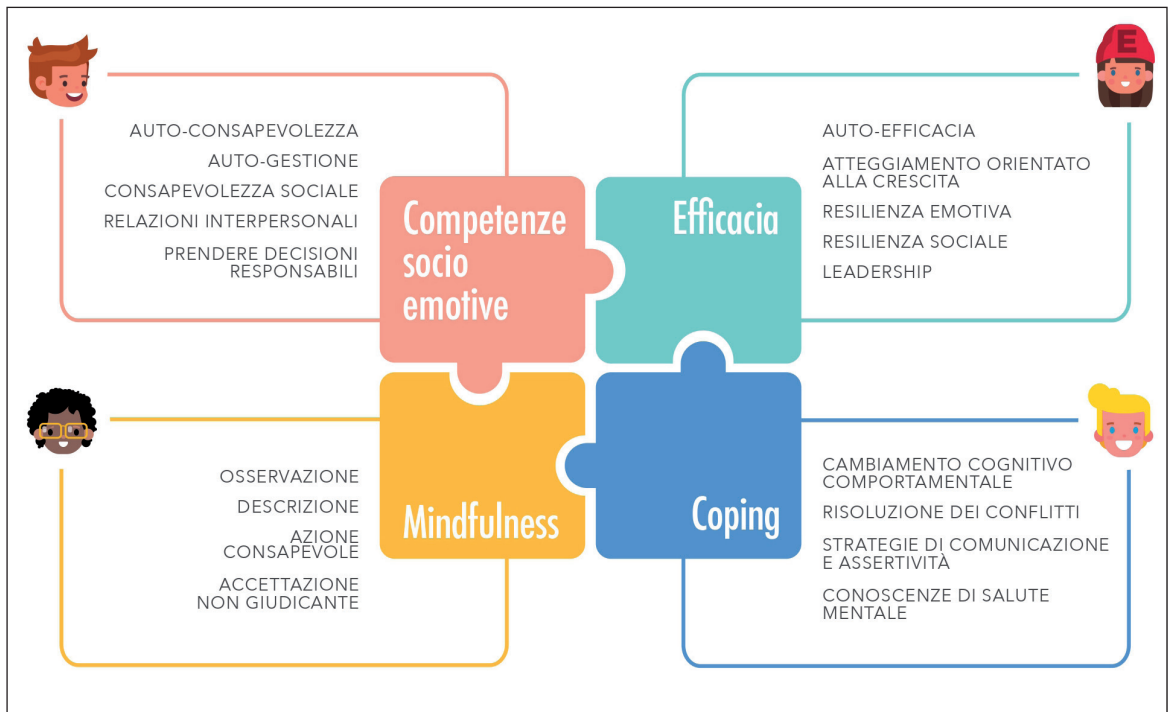 AUTO-CONSAPEVOLEZZA
AUTO-GESTIONE
CONSAPEVOLEZZA SOCIALE
RELAZIONI INTERPERSONALI
PRENDERE DECISIONI
RESPONSABILI
Competenze
socio
emotive
Efficacia
E
AUTO-EFFICACIA
ATTEGGIAMENTO ORIENTATO
ALLA CRESCITA
RESILIENZA EMOTIVA
RESILIENZA SOCIALE
LEADERSHIP
OSSERVAZIONE
DESCRIZIONE
AZIONE
CONSAPEVOLE
ACCETTAZIONE
NON GIUDICANTE
Mindfulness
Coping
CAMBIAMENTO COGNITIVO
COMPORTAMENTALE
RISOLUZIONE DEI CONFLITTI
STRATEGIE DI COMUNICAZIONE
E ASSERTIVITÀ
CONOSCENZE DI SALUTE
MENTALE